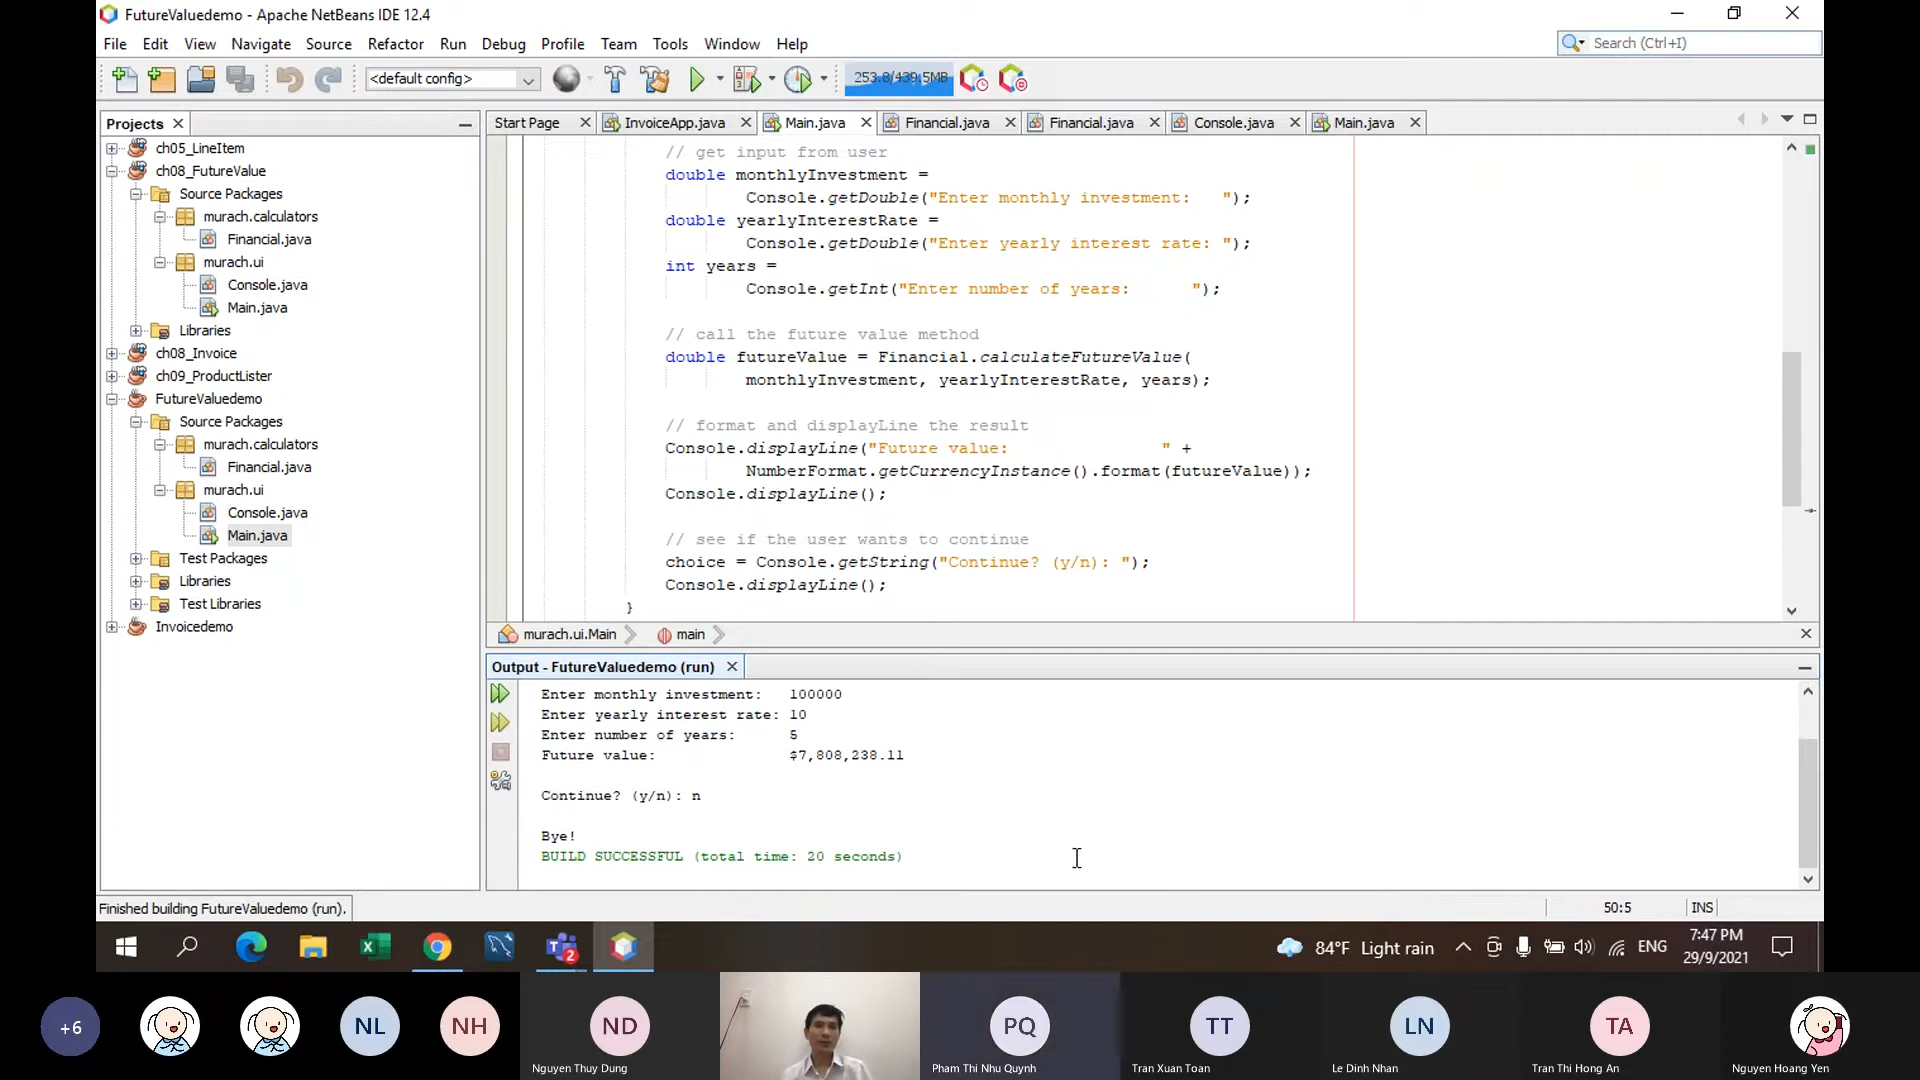 FutureValuedemo - Apache NetBeans IDE 12.4
File Edit View Navigate Source Refactor Run Debug Profile Team Tools Window Help
Search (Ctrl+I)
<default config>
253.8/439.5MB
Projects
ch05_LineItem
ch08_FutureValue
Source Packages
murach.calculators
Financial.java
murach.ui
Console.java
Main.java
Libraries
ch08_Invoice
ch09_ProductLister
FutureValuedemo
Source Packages
murach.calculators
Financial.java
murach.ui
Console.java
Main.java
Test Packages
Libraries
Test Libraries
Invoicedemo
Start Page InvoiceApp.java Main.java Financial.java Financial.java Console.java Main.java
// get input from user
double monthlyInvestment =
Console.getDouble("Enter monthly investment:   ");
double yearlyInterestRate =
Console.getDouble("Enter yearly interest rate: ");
int years =
Console.getInt("Enter number of years:      ");
// call the future value method
double futureValue = Financial.calculateFutureValue(
monthlyInvestment, yearlyInterestRate, years);
// format and displayLine the result
Console.displayLine("Future value:               " +
NumberFormat.getCurrencyInstance().format(futureValue));
Console.displayLine();
// see if the user wants to continue
choice = Console.getString("Continue? (y/n): ");
Console.displayLine();
}
murach.ui.Main main
Output - FutureValuedemo (run)
Enter monthly investment:   100000
Enter yearly interest rate: 10
Enter number of years:      5
Future value:               $7,808,238.11
Continue? (y/n): n
Bye!
BUILD SUCCESSFUL (total time: 20 seconds)
Finished building FutureValuedemo (run).
50:5 INS
2
84°F Light rain
ENG
7:47 PM
29/9/2021
+6
NL
NH
ND
PQ
TT
LN
TA
Nguyen Thuy Dung
Pham Thi Nhu Quynh
Tran Xuan Toan
Le Dinh Nhan
Tran Thi Hong An
Nguyen Hoang Yen